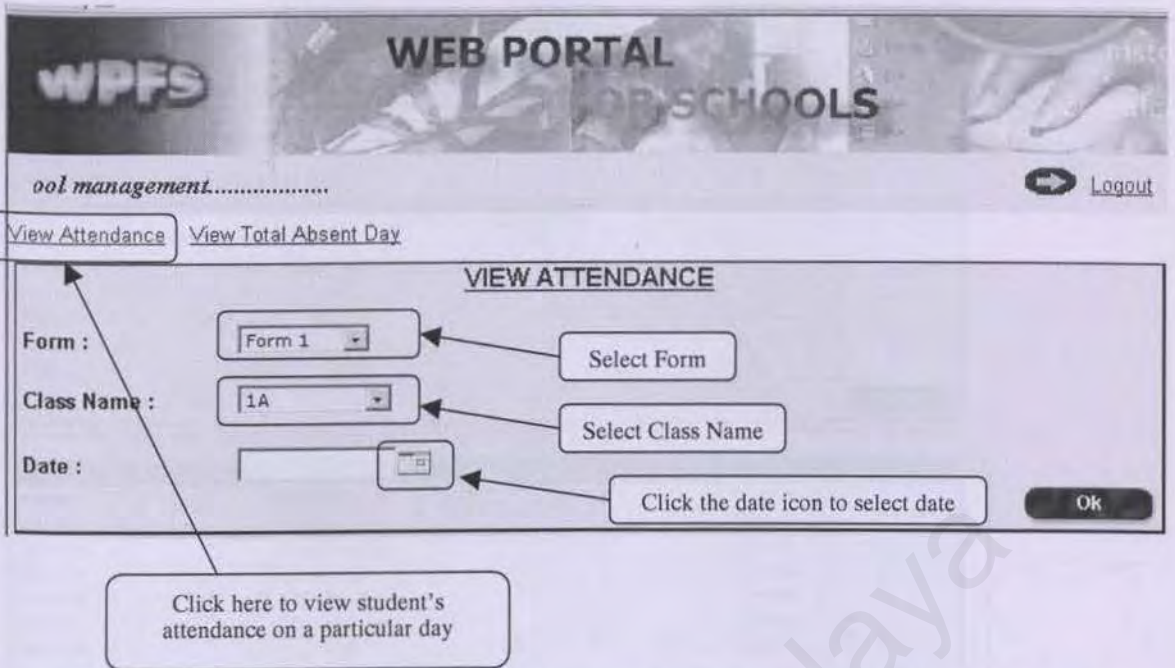 WPFS
WEB PORTAL
FOR SCHOOLS
ool management...................
Logout
View Attendance View Total Absent Day
VIEW ATTENDANCE
Form : Form 1
Select Form
Class Name : 1A
Select Class Name
Date :
Click the date icon to select date
Ok
Click here to view student's
attendance on a particular day
laya